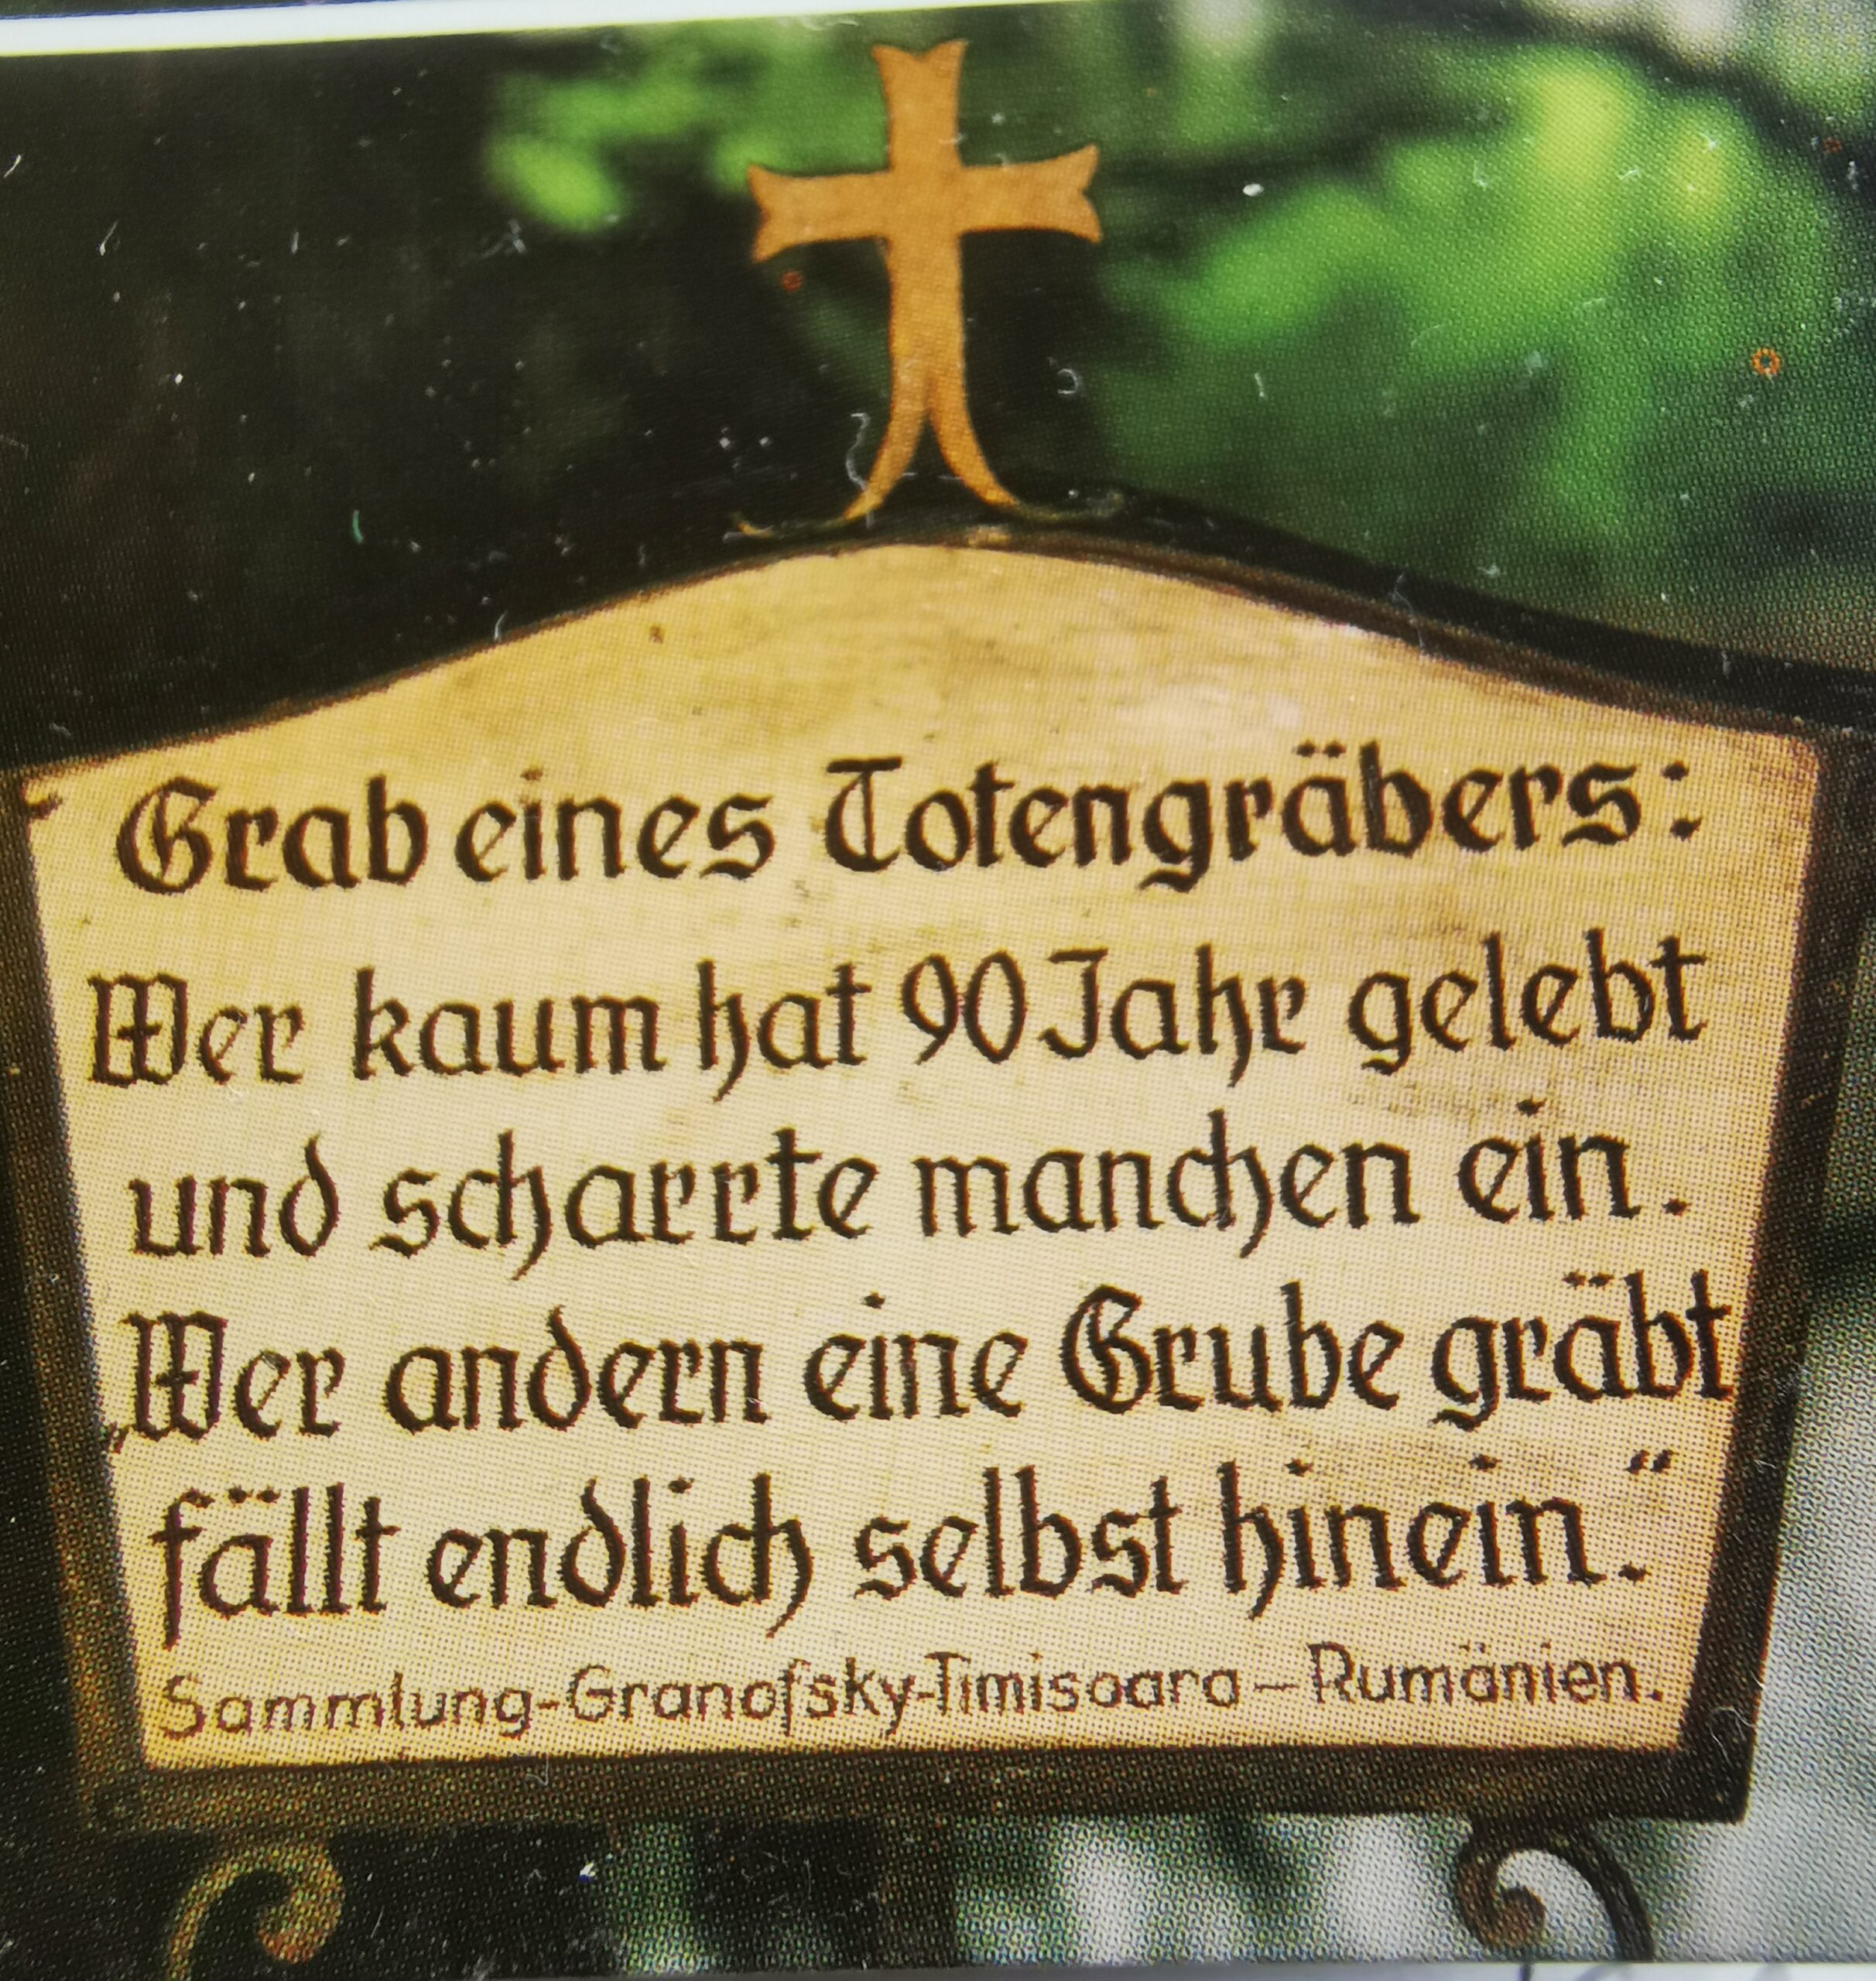 Grab eines Totengräbers:
Wer kaum hat 90 Jahr gelebt
und scharrte manchen ein.
„Wer andern eine Grube gräbt
fällt endlich selbst hinein.“
Sammlung-Granofsky-Timisoara – Rumänien.